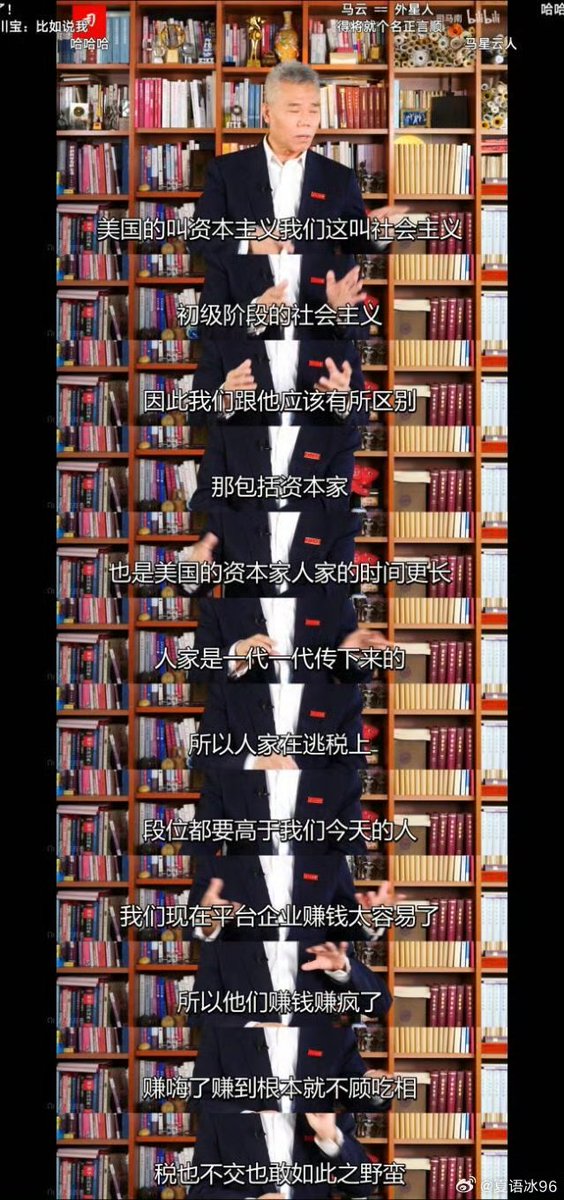 了！
马云 == 外星人
司马南
bilibili
哈哈
川宝：比如说我
得将就个名正言顺
哈哈哈
马星云人
美国的叫资本主义我们这叫社会主义
初级阶段的社会主义
因此我们跟他应该有所区别
那包括资本家
也是美国的资本家人家的时间更长
人家是一代一代传下来的
所以人家在逃税上
段位都要高于我们今天的人
我们现在平台企业赚钱太容易了
所以他们赚钱赚疯了
赚嗨了赚到根本就不顾吃相
税也不交也敢如此之野蛮
@夏语冰96